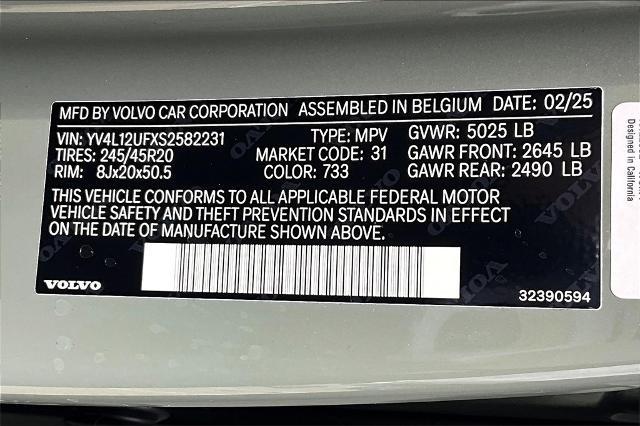 MFD BY VOLVO CAR CORPORATION ASSEMBLED IN BELGIUM DATE: 02/25
VIN: YV4L12UFXS2582231 TYPE: MPV GVWR: 5025 LB
TIRES: 245/45R20 MARKET CODE: 31 GAWR FRONT: 2645 LB
RIM: 8Jx20x50.5 COLOR: 733 GAWR REAR: 2490 LB
THIS VEHICLE CONFORMS TO ALL APPLICABLE FEDERAL MOTOR
VEHICLE SAFETY AND THEFT PREVENTION STANDARDS IN EFFECT
ON THE DATE OF MANUFACTURE SHOWN ABOVE.
VOLVO 32390594
Designed in California